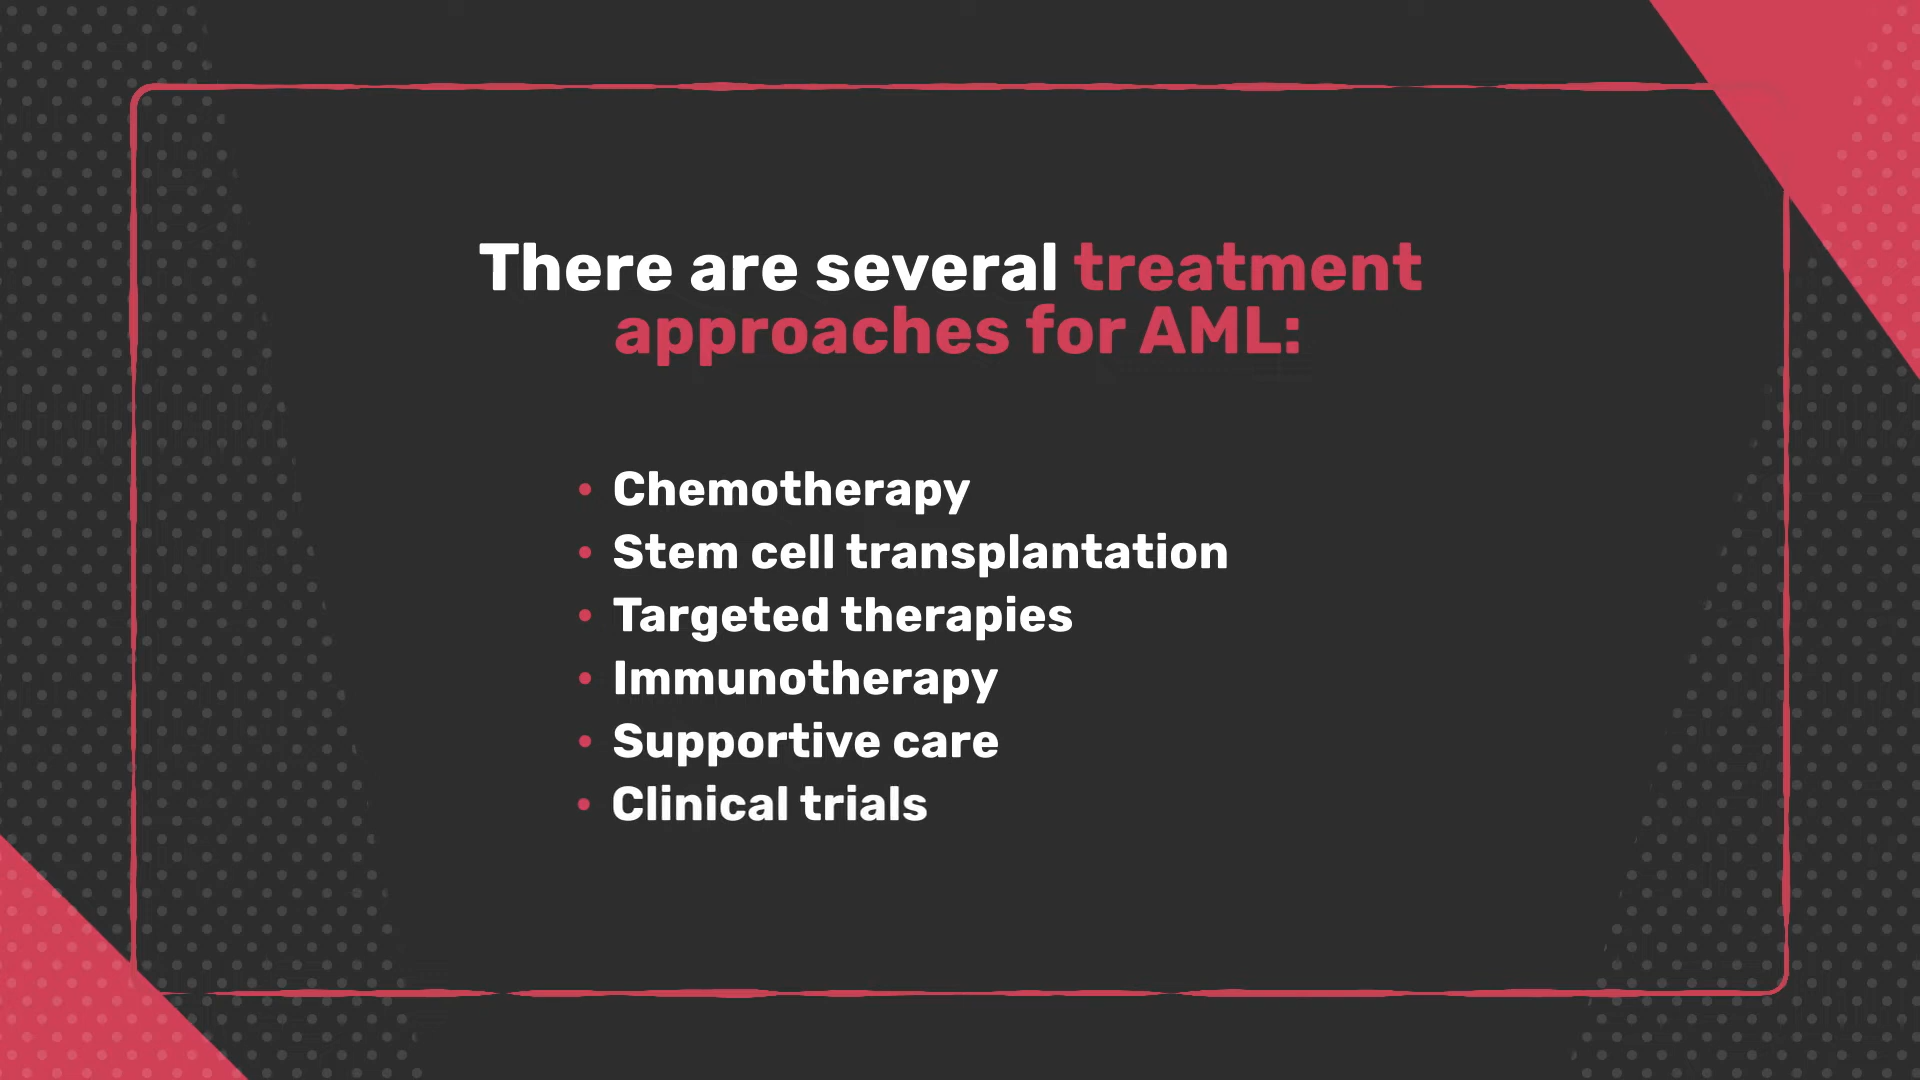 There are several treatment
approaches for AML:
• Chemotherapy
• Stem cell transplantation
• Targeted therapies
• Immunotherapy
• Supportive care
• Clinical trials